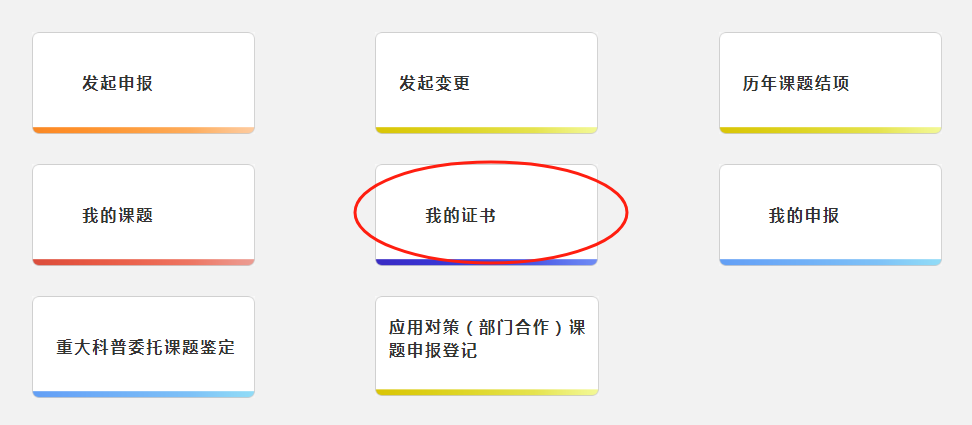 发起申报
发起变更
历年课题结项
我的课题
我的证书
我的申报
重大科普委托课题鉴定
应用对策（部门合作）课
题申报登记